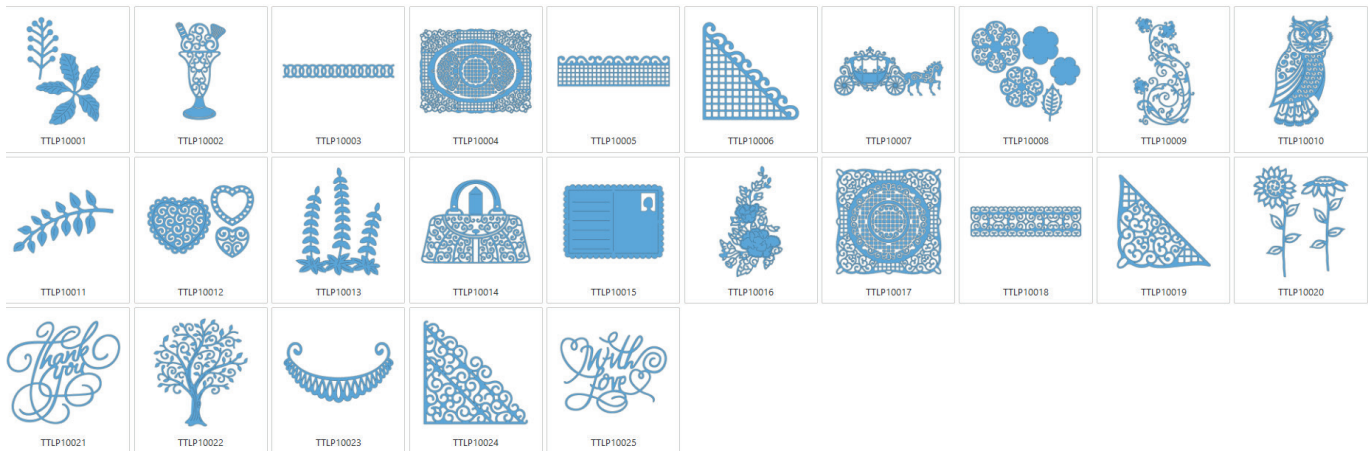 TTLP10001
TTLP10002
TTLP10003
TTLP10004
TTLP10005
TTLP10006
TTLP10007
TTLP10008
TTLP10009
TTLP10010
TTLP10011
TTLP10012
TTLP10013
TTLP10014
TTLP10015
TTLP10016
TTLP10017
TTLP10018
TTLP10019
TTLP10020
Thank
you
With
Love
TTLP10021
TTLP10022
TTLP10023
TTLP10024
TTLP10025